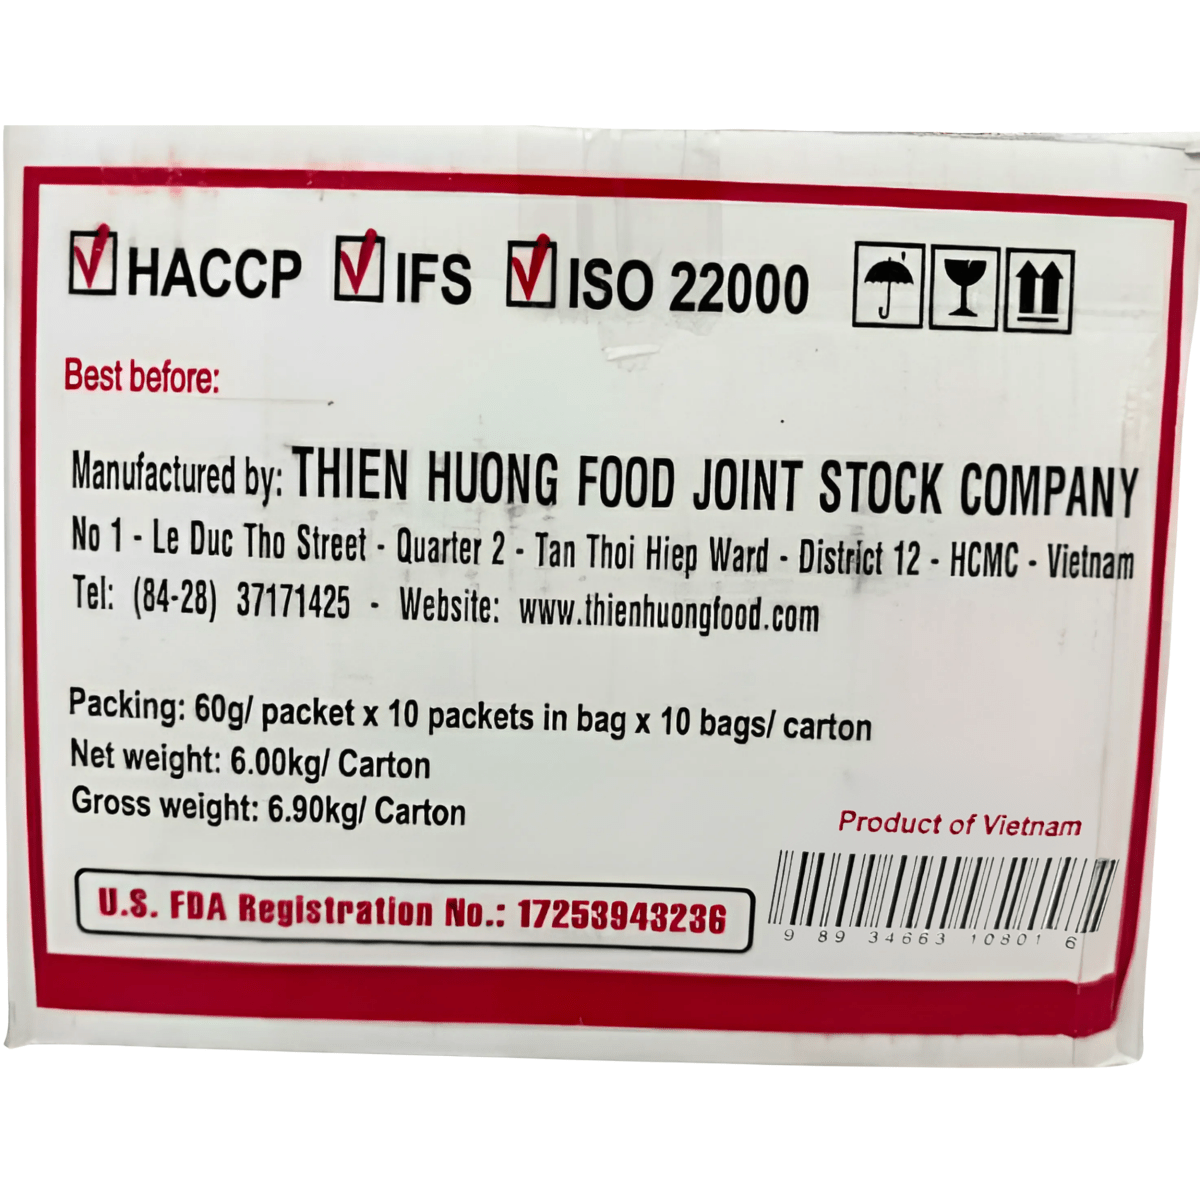 HACCP IFS ISO 22000
Best before:
Manufactured by: THIEN HUONG FOOD JOINT STOCK COMPANY
No 1 - Le Duc Tho Street - Quarter 2 - Tan Thoi Hiep Ward - District 12 - HCMC - Vietnam
Tel: (84-28) 37171425 - Website: www.thienhuongfood.com
Packing: 60g/ packet x 10 packets in bag x 10 bags/ carton
Net weight: 6.00kg/ Carton
Gross weight: 6.90kg/ Carton
Product of Vietnam
U.S. FDA Registration No.: 17253943236
9 89 34663 10801 6